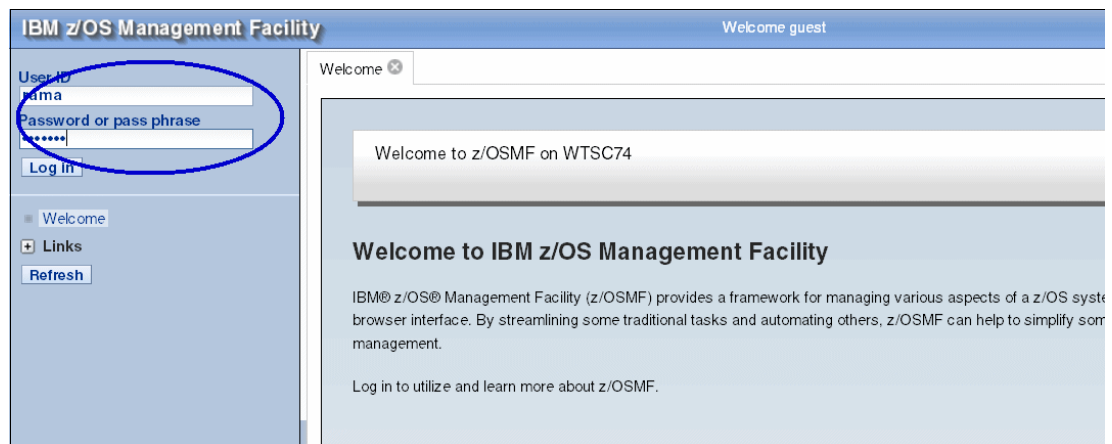 IBM z/OS Management Facility
Welcome guest
User ID
rama
Password or pass phrase
•••••••
Log in
Welcome
Links
Refresh
Welcome
Welcome to z/OSMF on WTSC74
Welcome to IBM z/OS Management Facility
IBM® z/OS® Management Facility (z/OSMF) provides a framework for managing various aspects of a z/OS
browser interface. By streamlining some traditional tasks and automating others, z/OSMF can help to simplify
management.
Log in to utilize and learn more about z/OSMF.